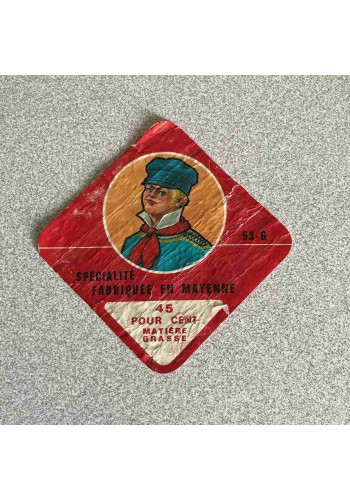 53-G
SPÉCIALITÉ
FABRIQUÉE EN MAYENNE
45
POUR CENT
MATIÈRE
GRASSE